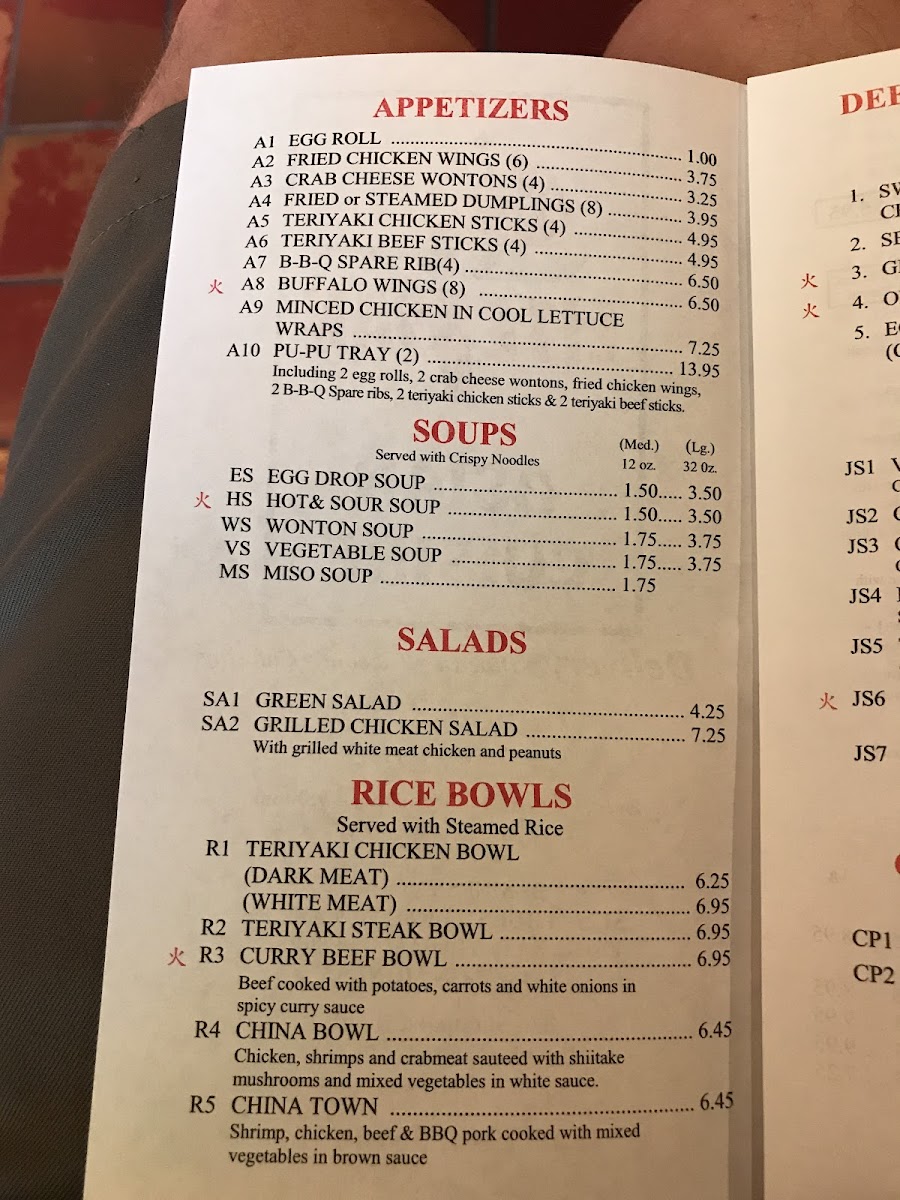 APPETIZERS
A1 EGG ROLL ........ 1.00
A2 FRIED CHICKEN WINGS (6) ........ 3.75
A3 CRAB CHEESE WONTONS (4) ........ 3.25
A4 FRIED or STEAMED DUMPLINGS (8) ........ 3.95
A5 TERIYAKI CHICKEN STICKS (4) ........ 4.95
A6 TERIYAKI BEEF STICKS (4) ........ 4.95
A7 B-B-Q SPARE RIB(4) ........ 6.50
火 A8 BUFFALO WINGS (8) ........ 6.50
A9 MINCED CHICKEN IN COOL LETTUCE
WRAPS ........ 7.25
A10 PU-PU TRAY (2) ........ 13.95
Including 2 egg rolls, 2 crab cheese wontons, fried chicken wings,
2 B-B-Q Spare ribs, 2 teriyaki chicken sticks & 2 teriyaki beef sticks.
SOUPS (Med.) (Lg.)
Served with Crispy Noodles 12 oz. 32 0z.
ES EGG DROP SOUP ........ 1.50..... 3.50
火 HS HOT& SOUR SOUP ........ 1.50..... 3.50
WS WONTON SOUP ........ 1.75..... 3.75
VS VEGETABLE SOUP ........ 1.75..... 3.75
MS MISO SOUP ........ 1.75
SALADS
SA1 GREEN SALAD ........ 4.25
SA2 GRILLED CHICKEN SALAD ........ 7.25
With grilled white meat chicken and peanuts
RICE BOWLS
Served with Steamed Rice
R1 TERIYAKI CHICKEN BOWL
(DARK MEAT) ........ 6.25
(WHITE MEAT) ........ 6.95
R2 TERIYAKI STEAK BOWL ........ 6.95
火 R3 CURRY BEEF BOWL ........ 6.95
Beef cooked with potatoes, carrots and white onions in
spicy curry sauce
R4 CHINA BOWL ........ 6.45
Chicken, shrimps and crabmeat sauteed with shiitake
mushrooms and mixed vegetables in white sauce.
R5 CHINA TOWN ........ 6.45
Shrimp, chicken, beef & BBQ pork cooked with mixed
vegetables in brown sauce
1.
2.
火 3.
火 4.
5.
JS1
JS2
JS3
JS4
JS5
火 JS6
JS7
CP1
CP2